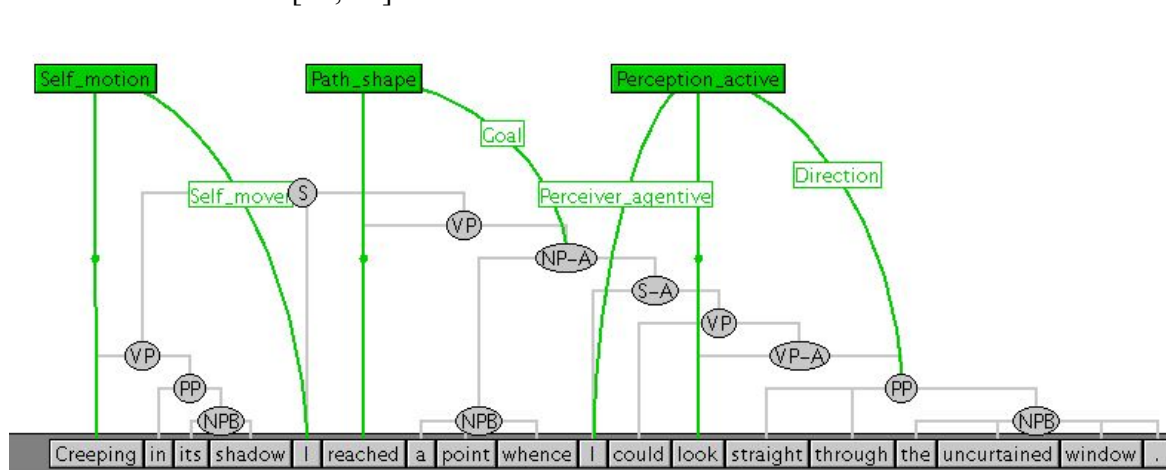 Self_motion Path_shape Perception_active
Goal
Direction
Self_mover S Perceiver_agentive
VP
NP-A
S-A
VP
VP VP-A
PP PP
NPB NPB NPB
Creeping in its shadow I reached a point whence I could look straight through the uncurtained window .